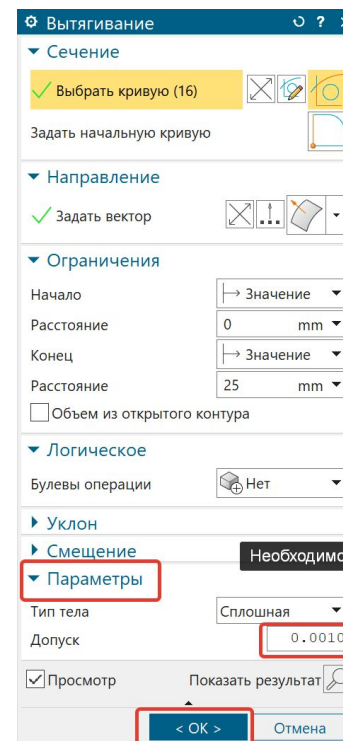 Вытягивание ?
Сечение
Выбрать кривую (16)
Задать начальную кривую
Направление
Задать вектор
Ограничения
Начало Значение
Расстояние 0 mm
Конец Значение
Расстояние 25 mm
Объем из открытого контура
Логическое
Булевы операции Нет
Уклон
Смещение Необходимо
Параметры
Тип тела Сплошная
Допуск 0.0010
Просмотр Показать результат
< OK > Отмена